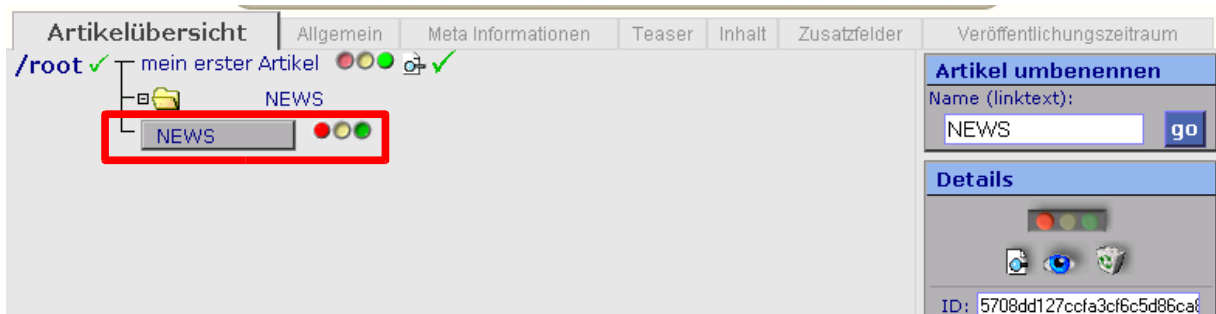 Artikelübersicht Allgemein Meta Informationen Teaser Inhalt Zusatzfelder Veröffentlichungszeitraum
/root mein erster Artikel
NEWS
NEWS
Artikel umbenennen
Name (linktext):
NEWS go
Details
ID: 5708dd127ccfa3cf6c5d86ca8